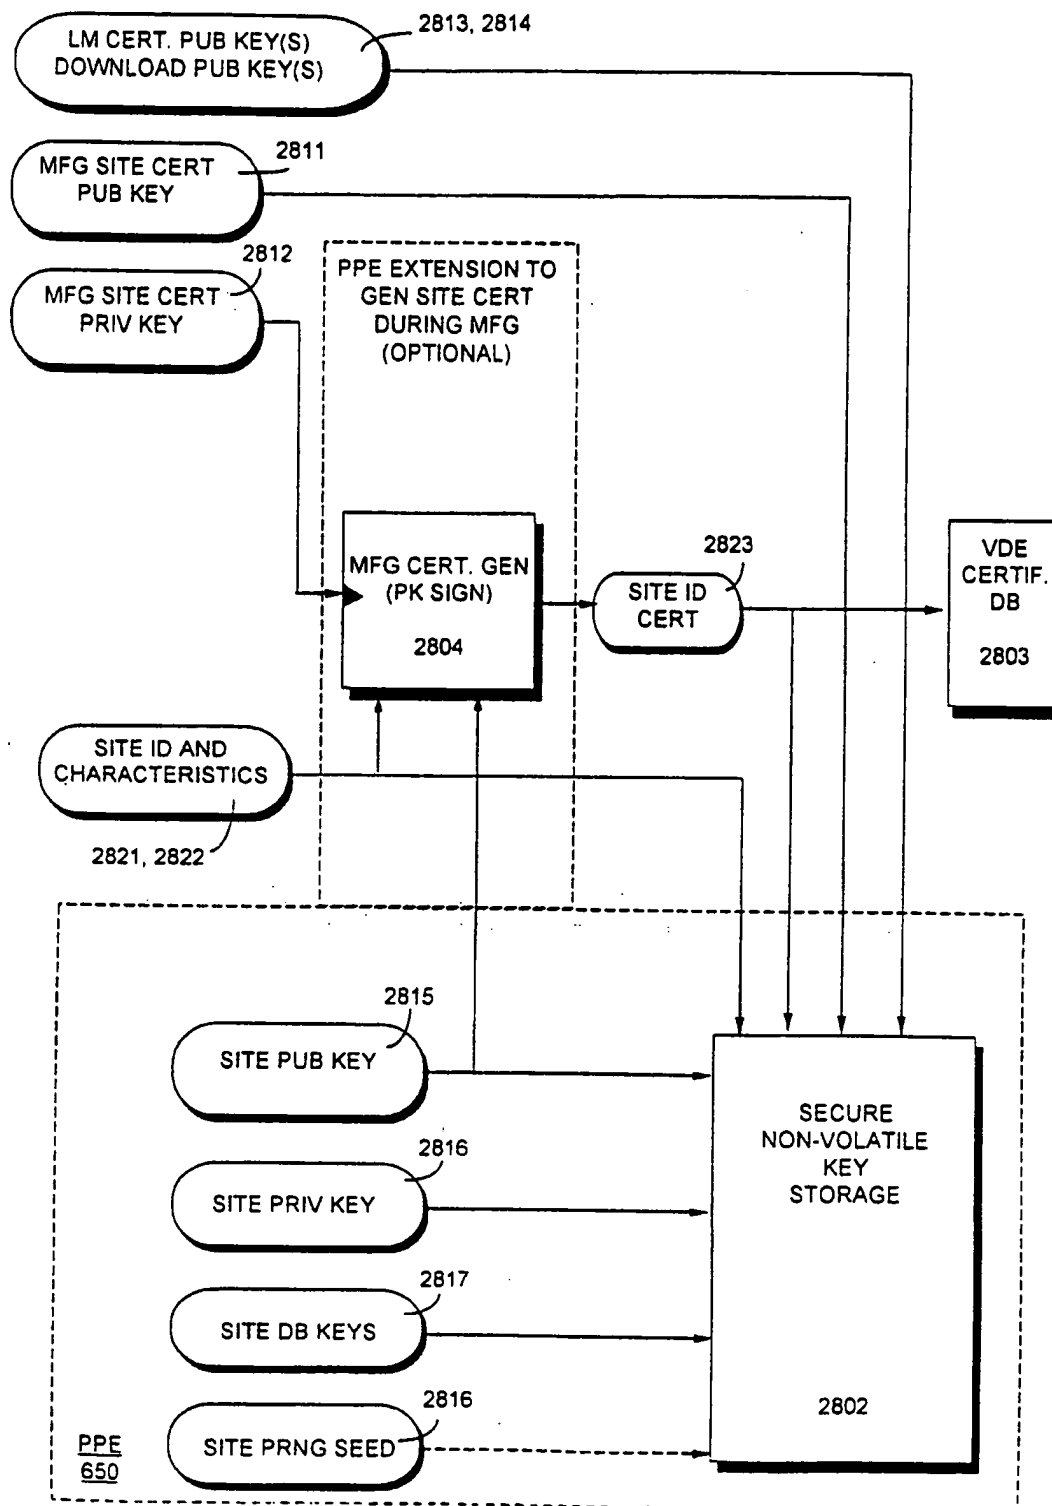 2813, 2814
LM CERT. PUB KEY(S)
DOWNLOAD PUB KEY(S)
2811
MFG SITE CERT
PUB KEY
2812
MFG SITE CERT
PRIV KEY
PPE EXTENSION TO
GEN SITE CERT
DURING MFG
(OPTIONAL)
MFG CERT. GEN
(PK SIGN)
2804
2823
SITE ID
CERT
VDE
CERTIF.
DB
2803
SITE ID AND
CHARACTERISTICS
2821, 2822
2815
SITE PUB KEY
2816
SITE PRIV KEY
2817
SITE DB KEYS
2816
SITE PRNG SEED
SECURE
NON-VOLATILE
KEY
STORAGE
2802
PPE
650